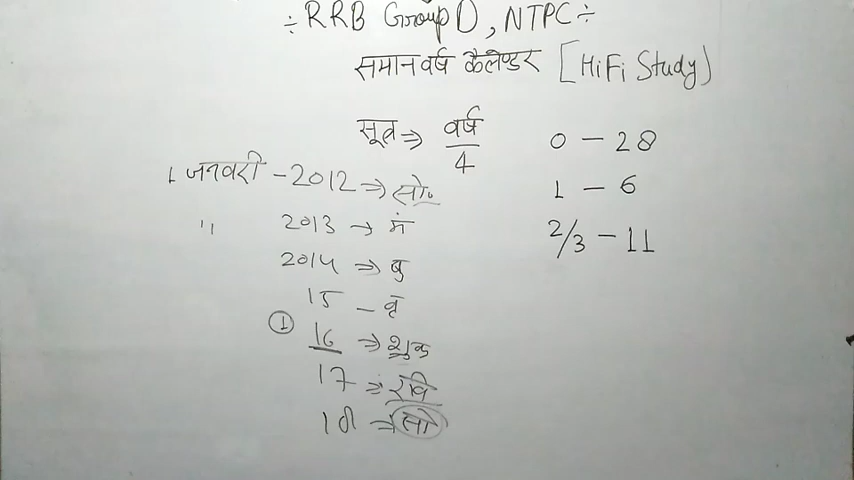 ÷ RRB Group D, NTPC ÷
समान वर्ष कैलेण्डर [HiFi Study)
सूत्र ⇒ वर्ष/4 0 – 28
1 जनवरी – 2012 ⇒ सो. 1 – 6
" 2013 → मं 2/3 – 11
2014 ⇒ बु
15 – वृ
① 16 ⇒ शुक्र
17 ⇒ रवि
18 ⇒ सो